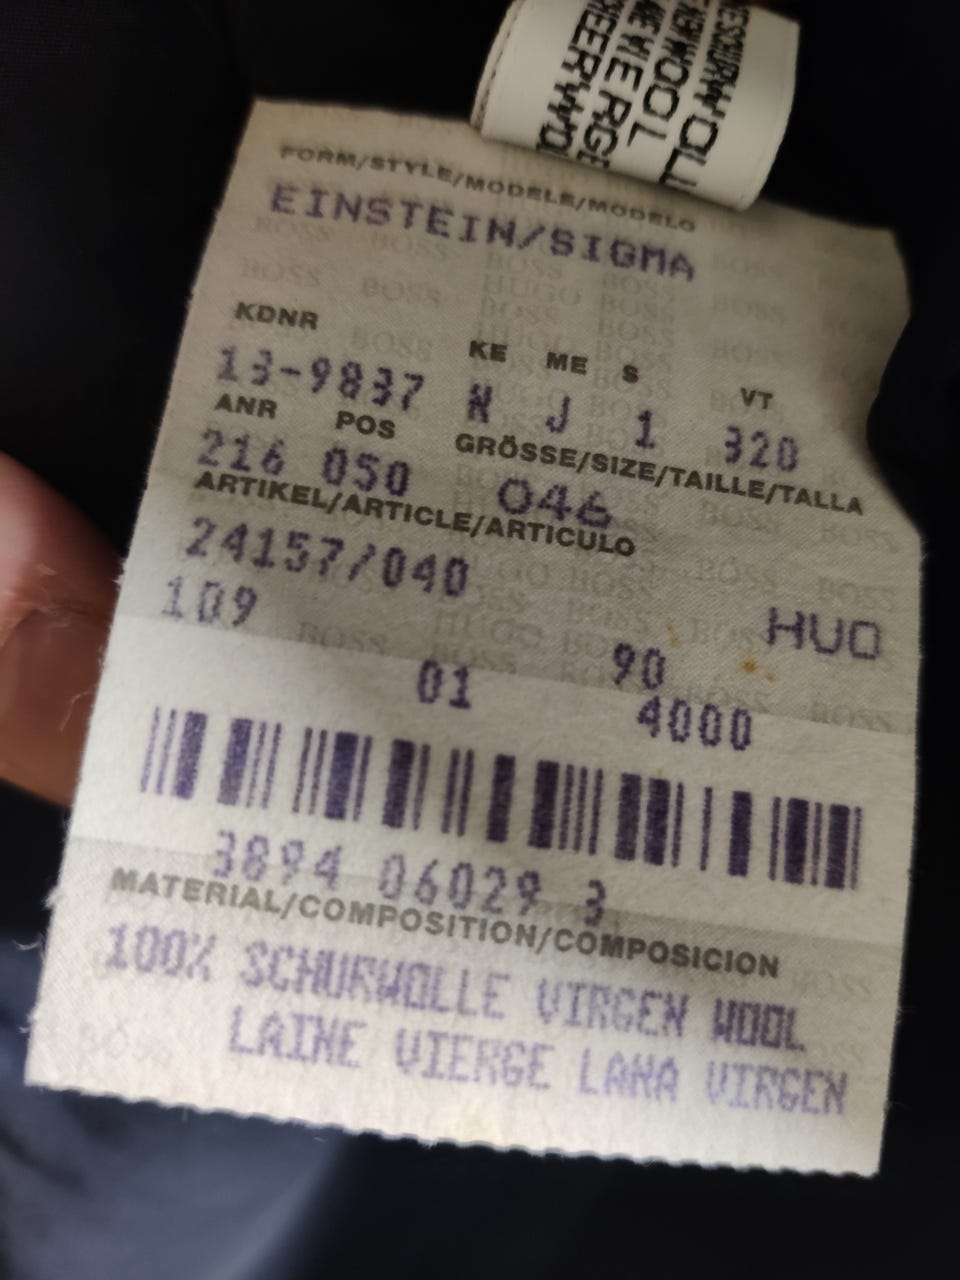 FORM/STYLE/MODELE/MODELO
EINSTEIN/SIGMA
KDNR KE ME S VT
13-9837 N J 1 320
ANR POS GRÖSSE/SIZE/TAILLE/TALLA
216 050 046
ARTIKEL/ARTICLE/ARTICULO
24157/040
109 HUO
01 90
4000
3894 06029 3
MATERIAL/COMPOSITION/COMPOSICION
100% SCHURWOLLE VIRGEN WOOL
LAINE VIERGE LANA VIRGEN